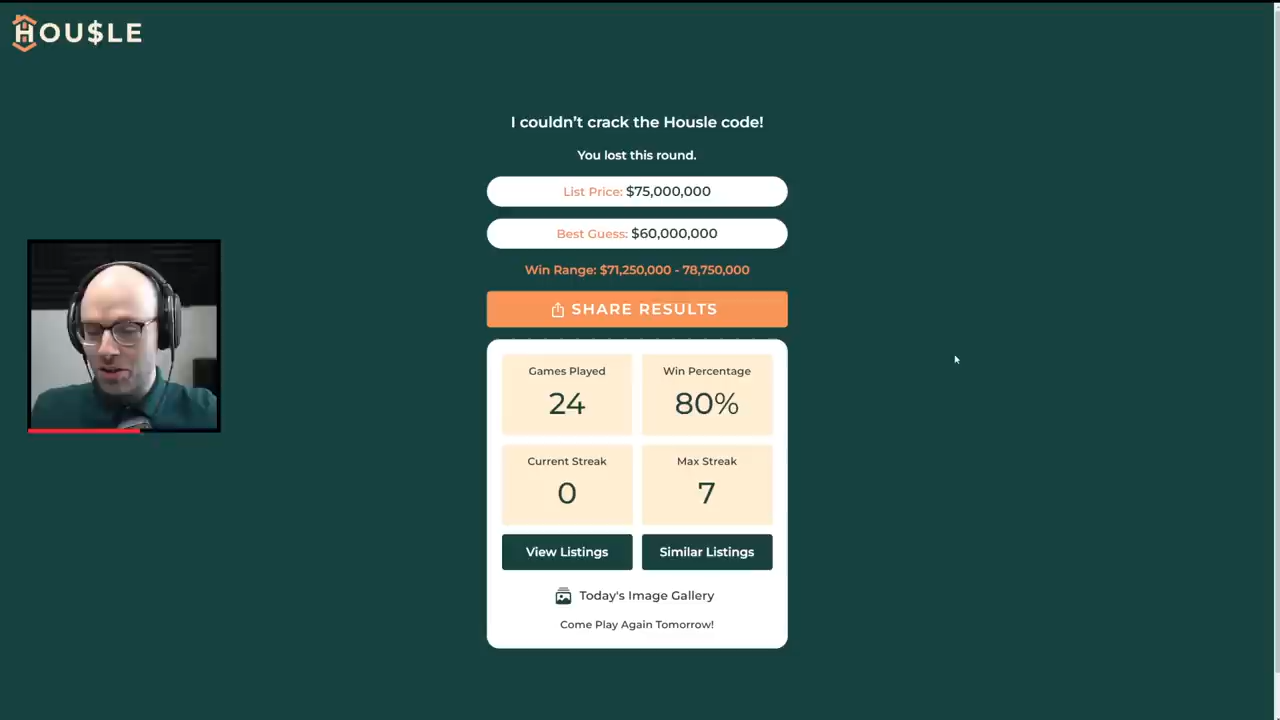 HOU$LE
I couldn't crack the Housle code!
You lost this round.
List Price: $75,000,000
Best Guess: $60,000,000
Win Range: $71,250,000 - 78,750,000
SHARE RESULTS
Games Played
24
Win Percentage
80%
Current Streak
0
Max Streak
7
View Listings
Similar Listings
Today's Image Gallery
Come Play Again Tomorrow!